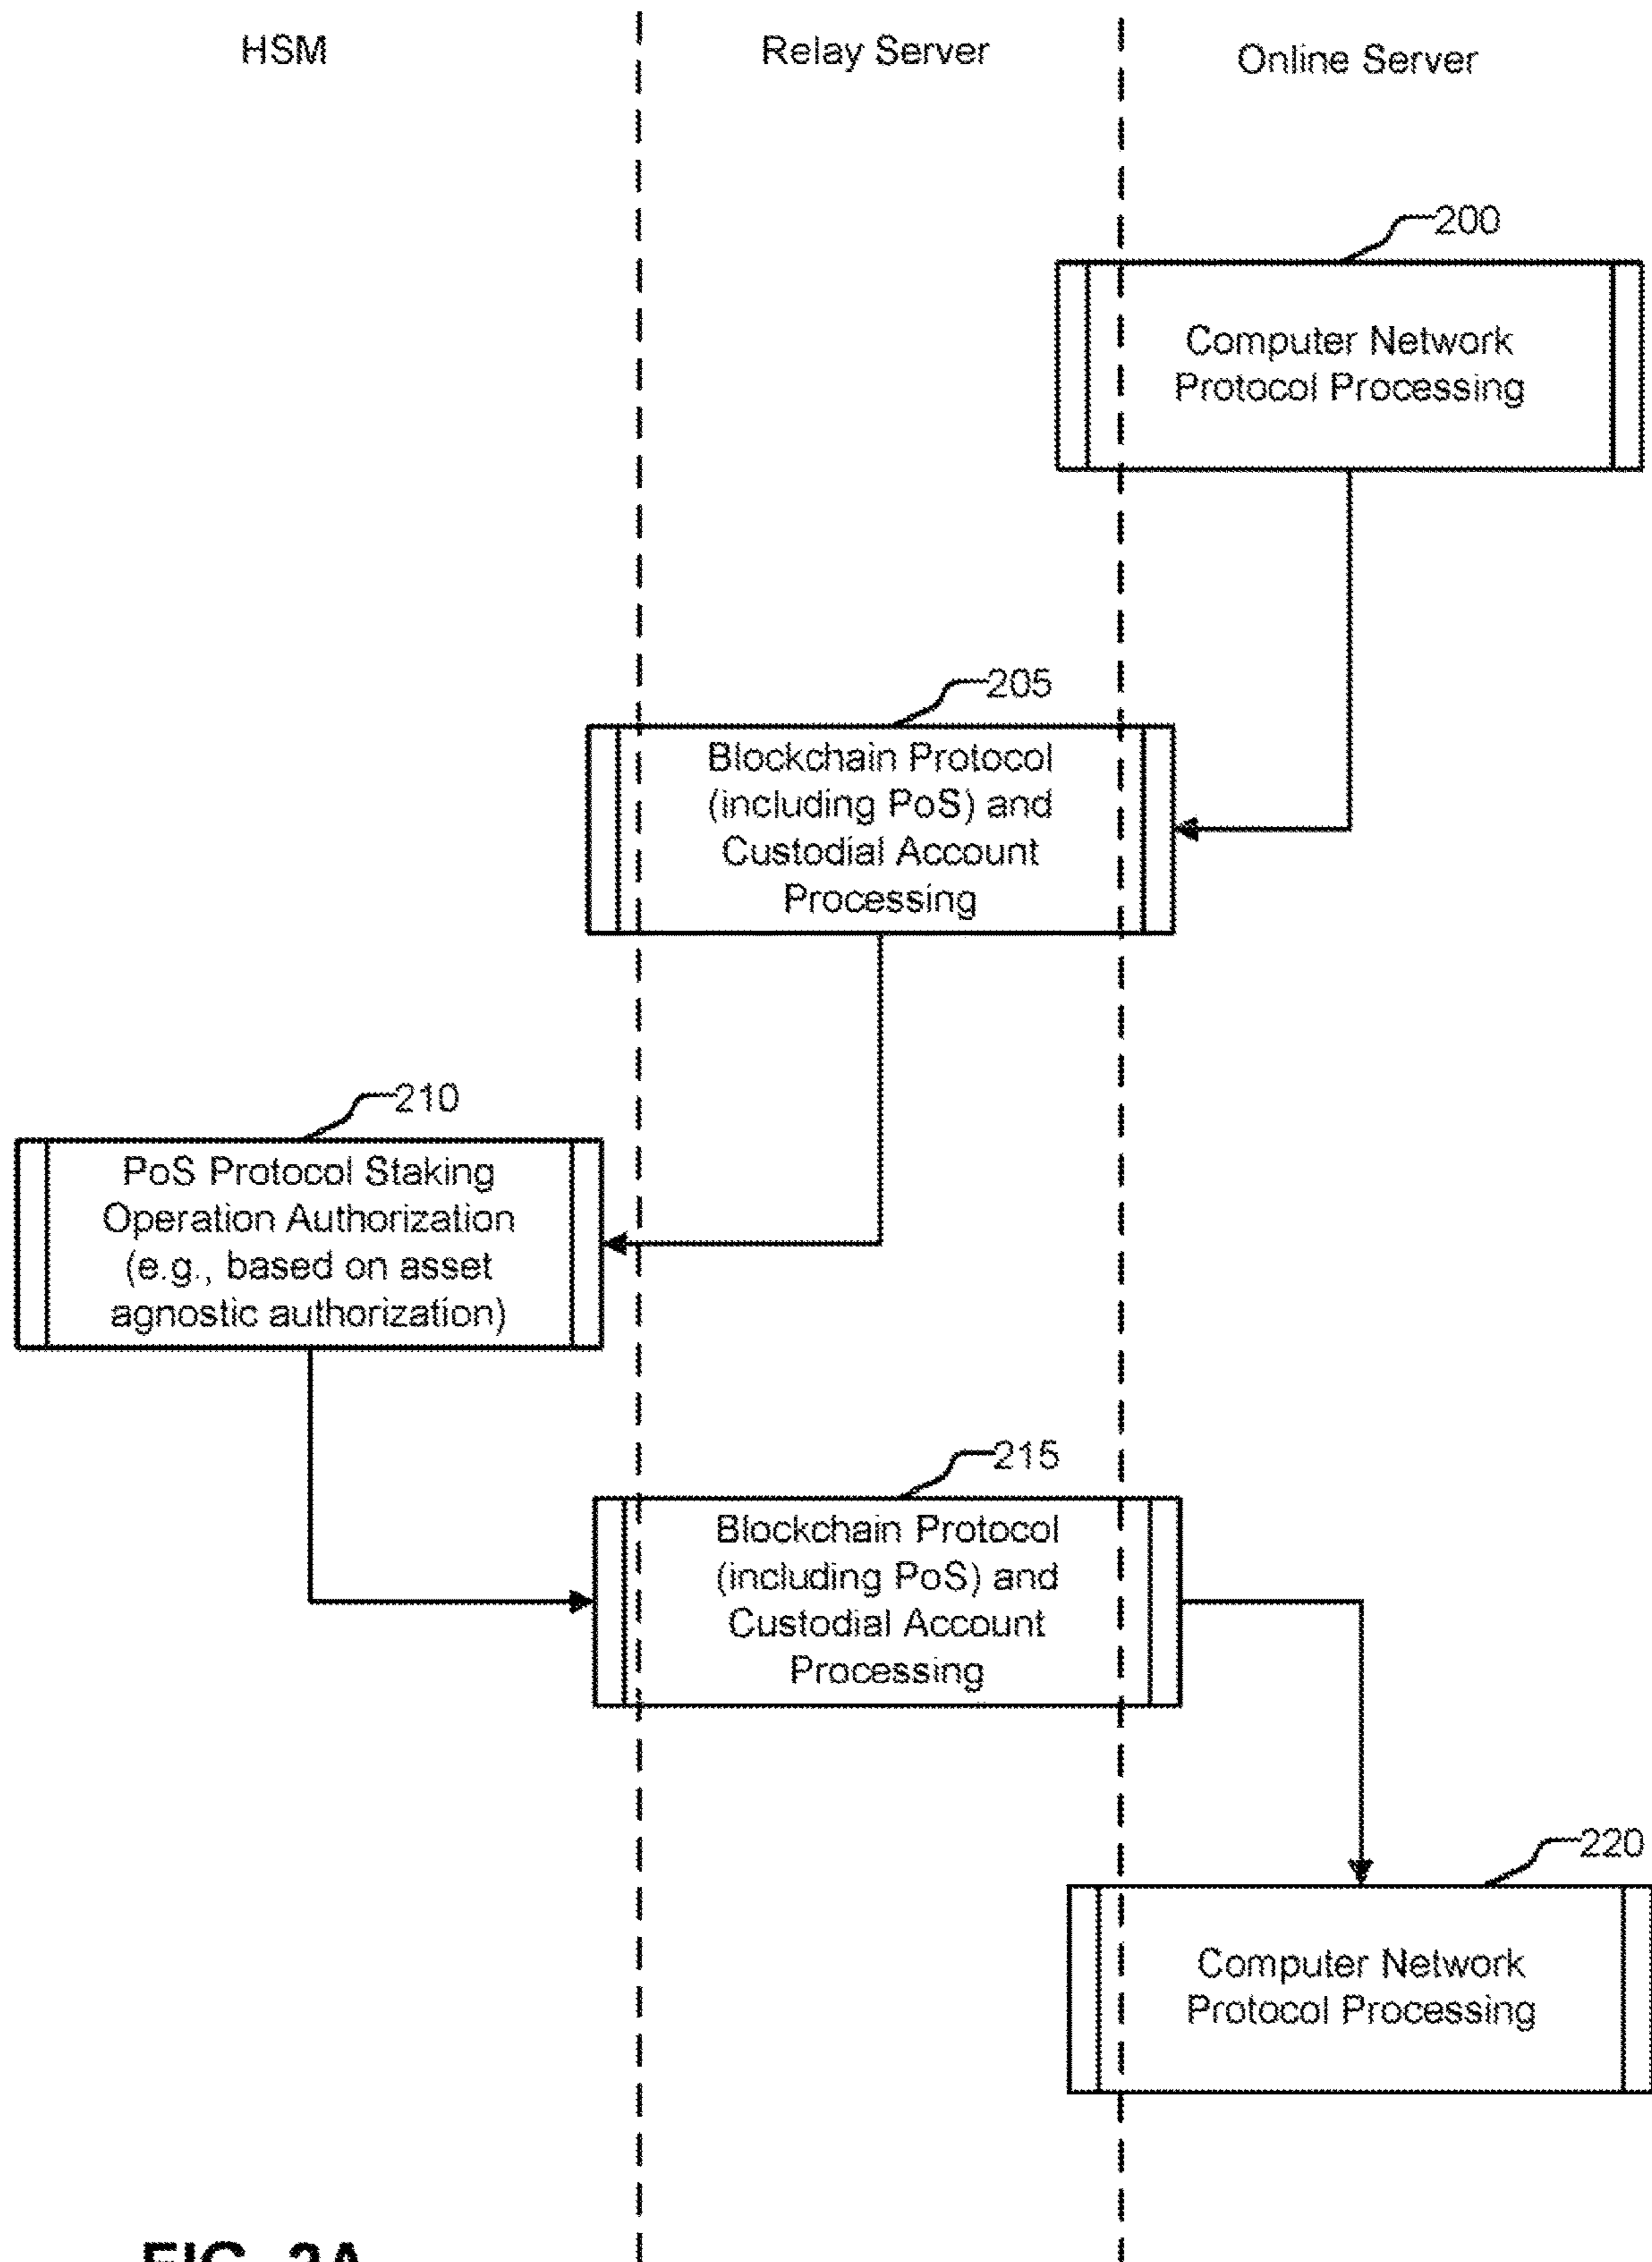 HSM
Relay Server
Online Server
200
Computer Network
Protocol Processing
205
Blockchain Protocol
(including PoS) and
Custodial Account
Processing
210
PoS Protocol Staking
Operation Authorization
(e.g., based on asset
agnostic authorization)
215
Blockchain Protocol
(including PoS) and
Custodial Account
Processing
220
Computer Network
Protocol Processing